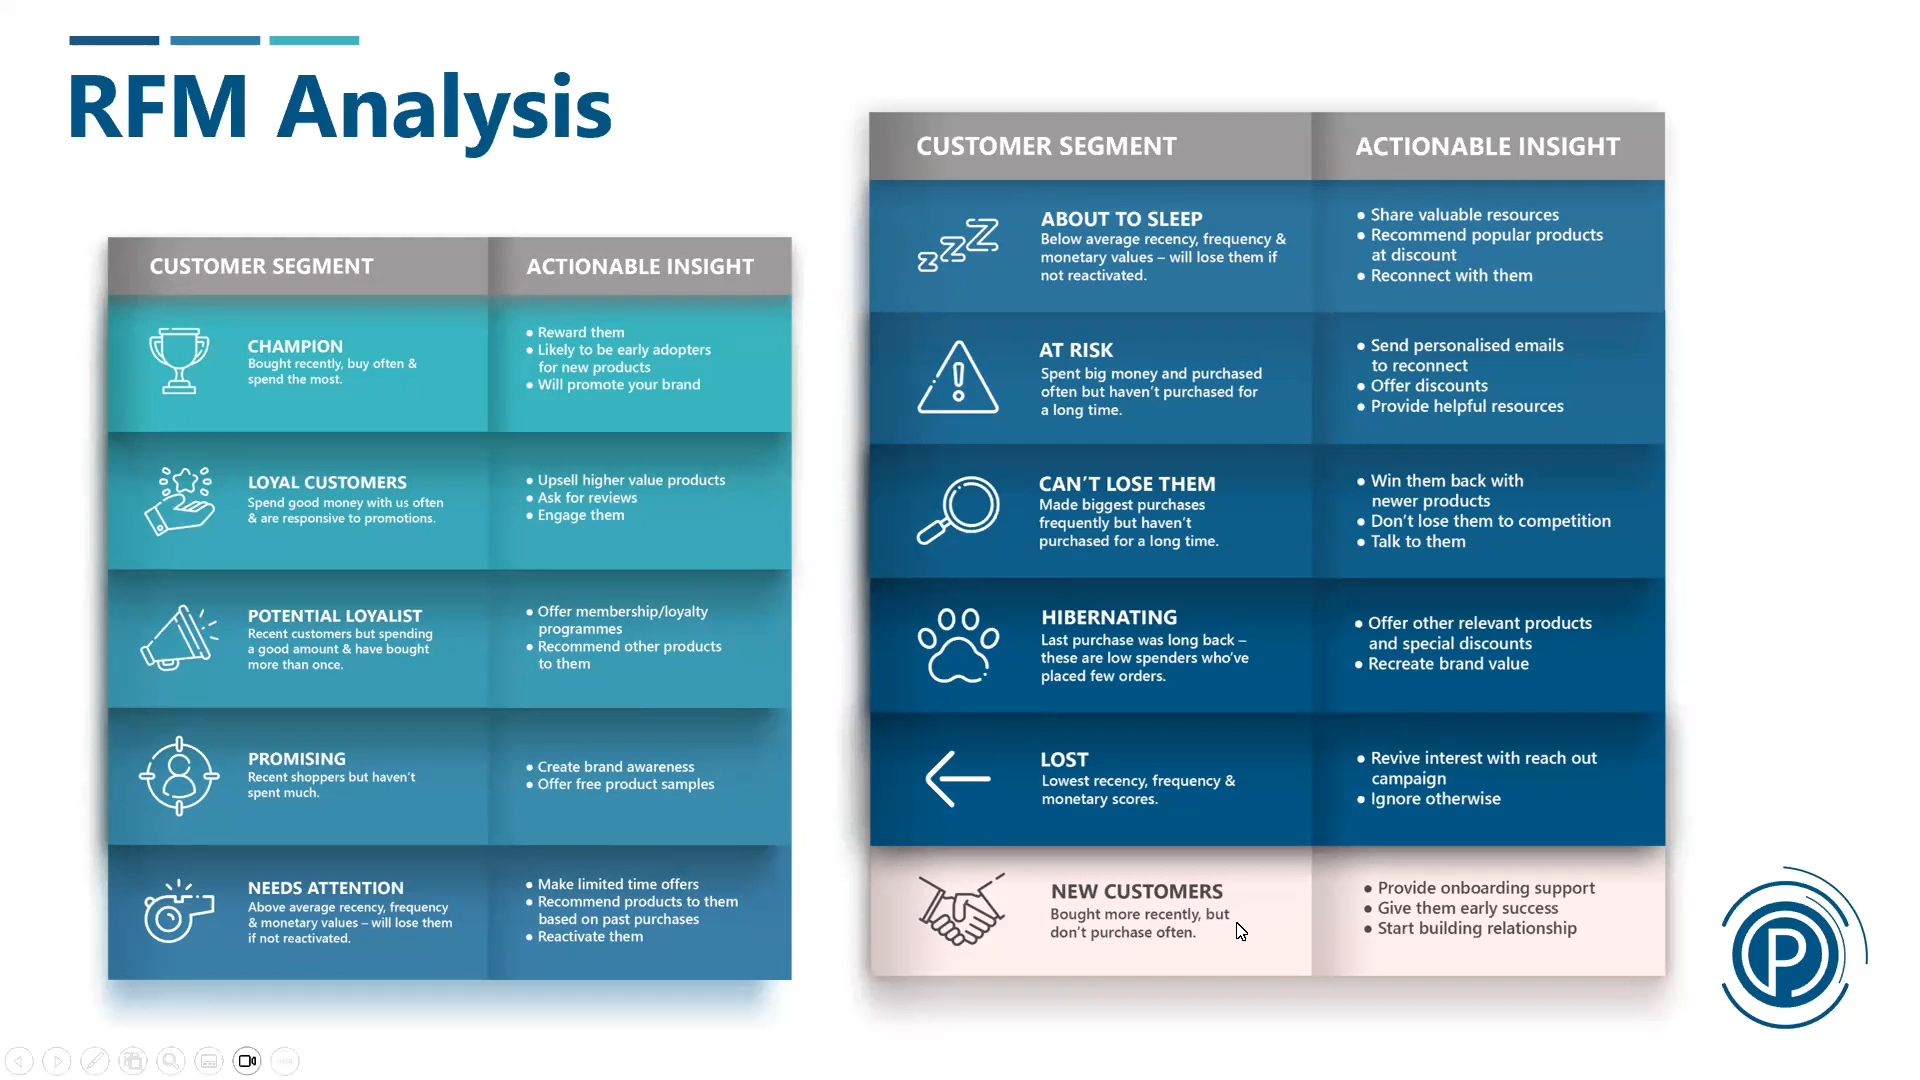 RFM Analysis
CUSTOMER SEGMENT
ACTIONABLE INSIGHT
CHAMPION
Bought recently, buy often &
spend the most.
● Reward them
● Likely to be early adopters
for new products
● Will promote your brand
LOYAL CUSTOMERS
Spend good money with us often
& are responsive to promotions.
● Upsell higher value products
● Ask for reviews
● Engage them
POTENTIAL LOYALIST
Recent customers but spending
a good amount & have bought
more than once.
● Offer membership/loyalty
programmes
● Recommend other products
to them
PROMISING
Recent shoppers but haven't
spent much.
● Create brand awareness
● Offer free product samples
NEEDS ATTENTION
Above average recency, frequency
& monetary values – will lose them
if not reactivated.
● Make limited time offers
● Recommend products to them
based on past purchases
● Reactivate them
CUSTOMER SEGMENT
ACTIONABLE INSIGHT
zzz
ABOUT TO SLEEP
Below average recency, frequency &
monetary values – will lose them if
not reactivated.
● Share valuable resources
● Recommend popular products
at discount
● Reconnect with them
AT RISK
Spent big money and purchased
often but haven't purchased for
a long time.
● Send personalised emails
to reconnect
● Offer discounts
● Provide helpful resources
CAN'T LOSE THEM
Made biggest purchases
frequently but haven't
purchased for a long time.
● Win them back with
newer products
● Don't lose them to competition
● Talk to them
HIBERNATING
Last purchase was long back –
these are low spenders who've
placed few orders.
● Offer other relevant products
and special discounts
● Recreate brand value
LOST
Lowest recency, frequency &
monetary scores.
● Revive interest with reach out
campaign
● Ignore otherwise
NEW CUSTOMERS
Bought more recently, but
don't purchase often.
● Provide onboarding support
● Give them early success
● Start building relationship
P